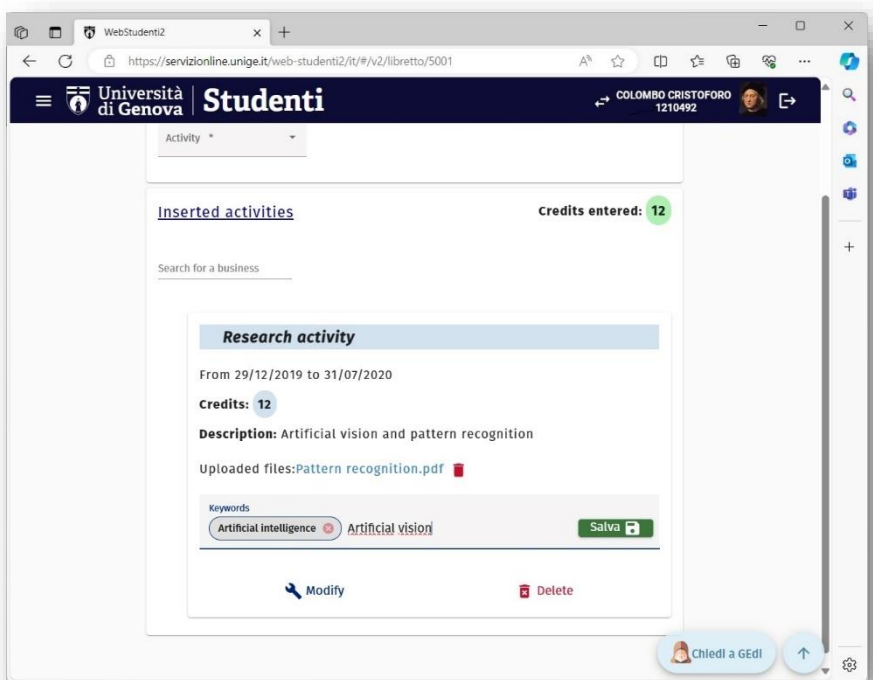 WebStudenti2
https://servizionline.unige.it/web-studenti2/it/#/v2/libretto/5001
Università
di Genova
Studenti
COLOMBO CRISTOFORO
1210492
Activity *
Inserted activities
Credits entered: 12
Search for a business
Research activity
From 29/12/2019 to 31/07/2020
Credits: 12
Description: Artificial vision and pattern recognition
Uploaded files:Pattern recognition.pdf
Keywords
Artificial intelligence Artificial vision
Salva
Modify
Delete
Chiedi a GEdI